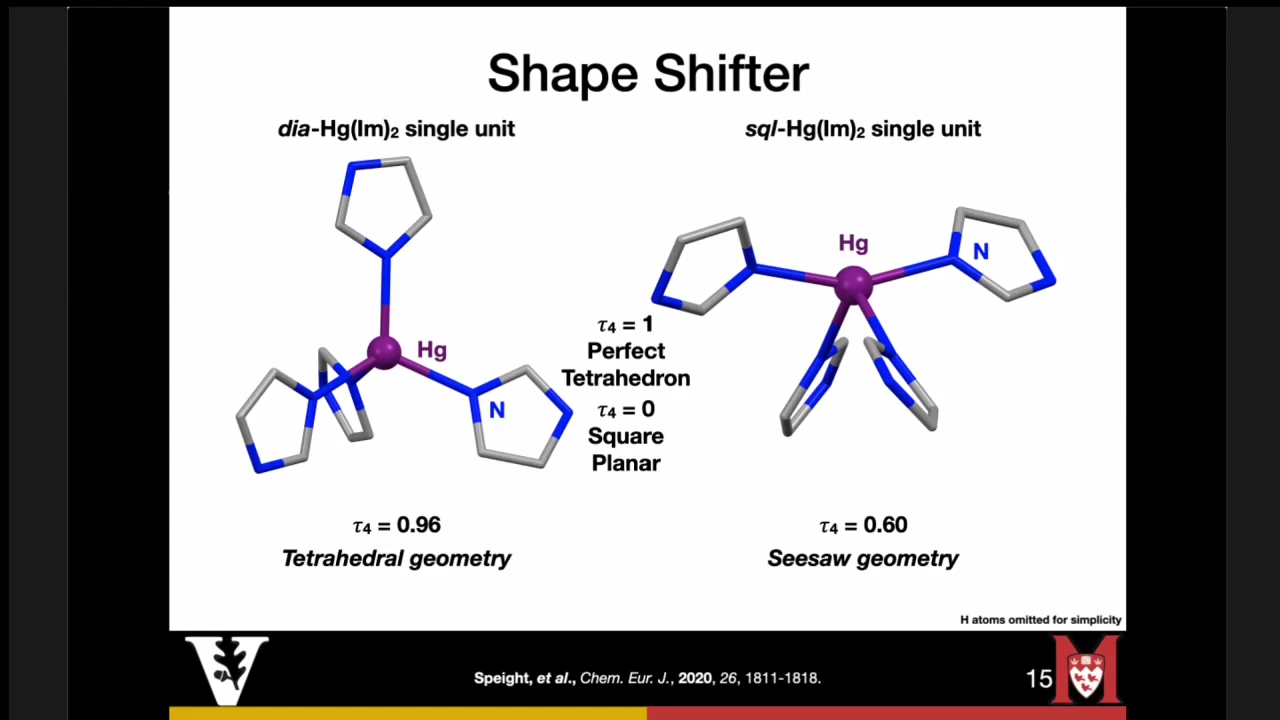 Shape Shifter
dia-Hg(Im)₂ single unit
sql-Hg(Im)₂ single unit
Hg
N
τ₄ = 1
Perfect
Tetrahedron
τ₄ = 0
Square
Planar
Hg
N
τ₄ = 0.96
Tetrahedral geometry
τ₄ = 0.60
Seesaw geometry
H atoms omitted for simplicity
V
Speight, et al., Chem. Eur. J., 2020, 26, 1811-1818.
15
M